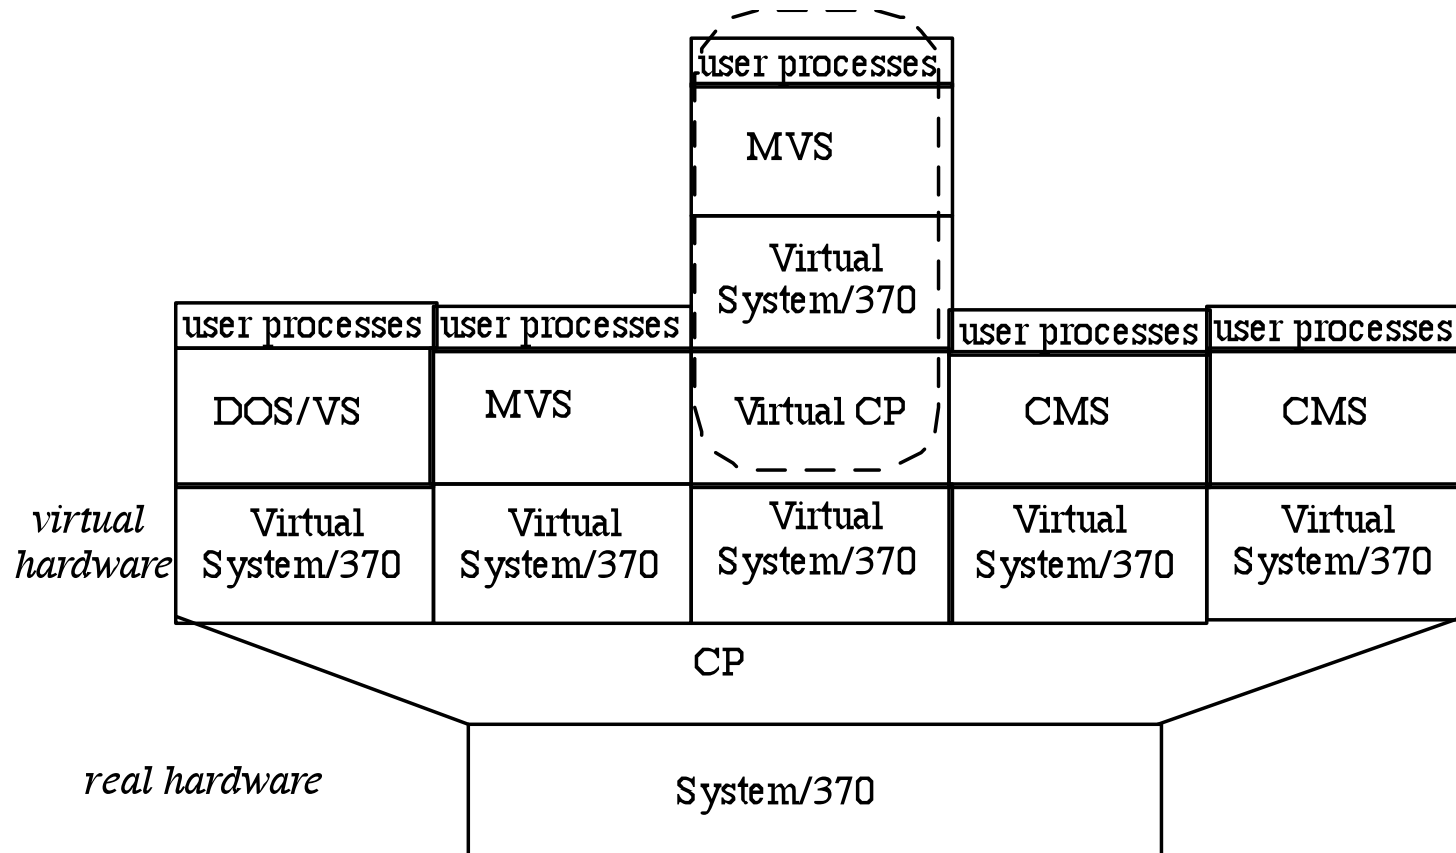 user processes
MVS
Virtual
System/370
user processes
user processes
user processes
user processes
DOS/VS
MVS
Virtual CP
CMS
CMS
virtual
hardware
Virtual
System/370
Virtual
System/370
Virtual
System/370
Virtual
System/370
Virtual
System/370
CP
real hardware
System/370